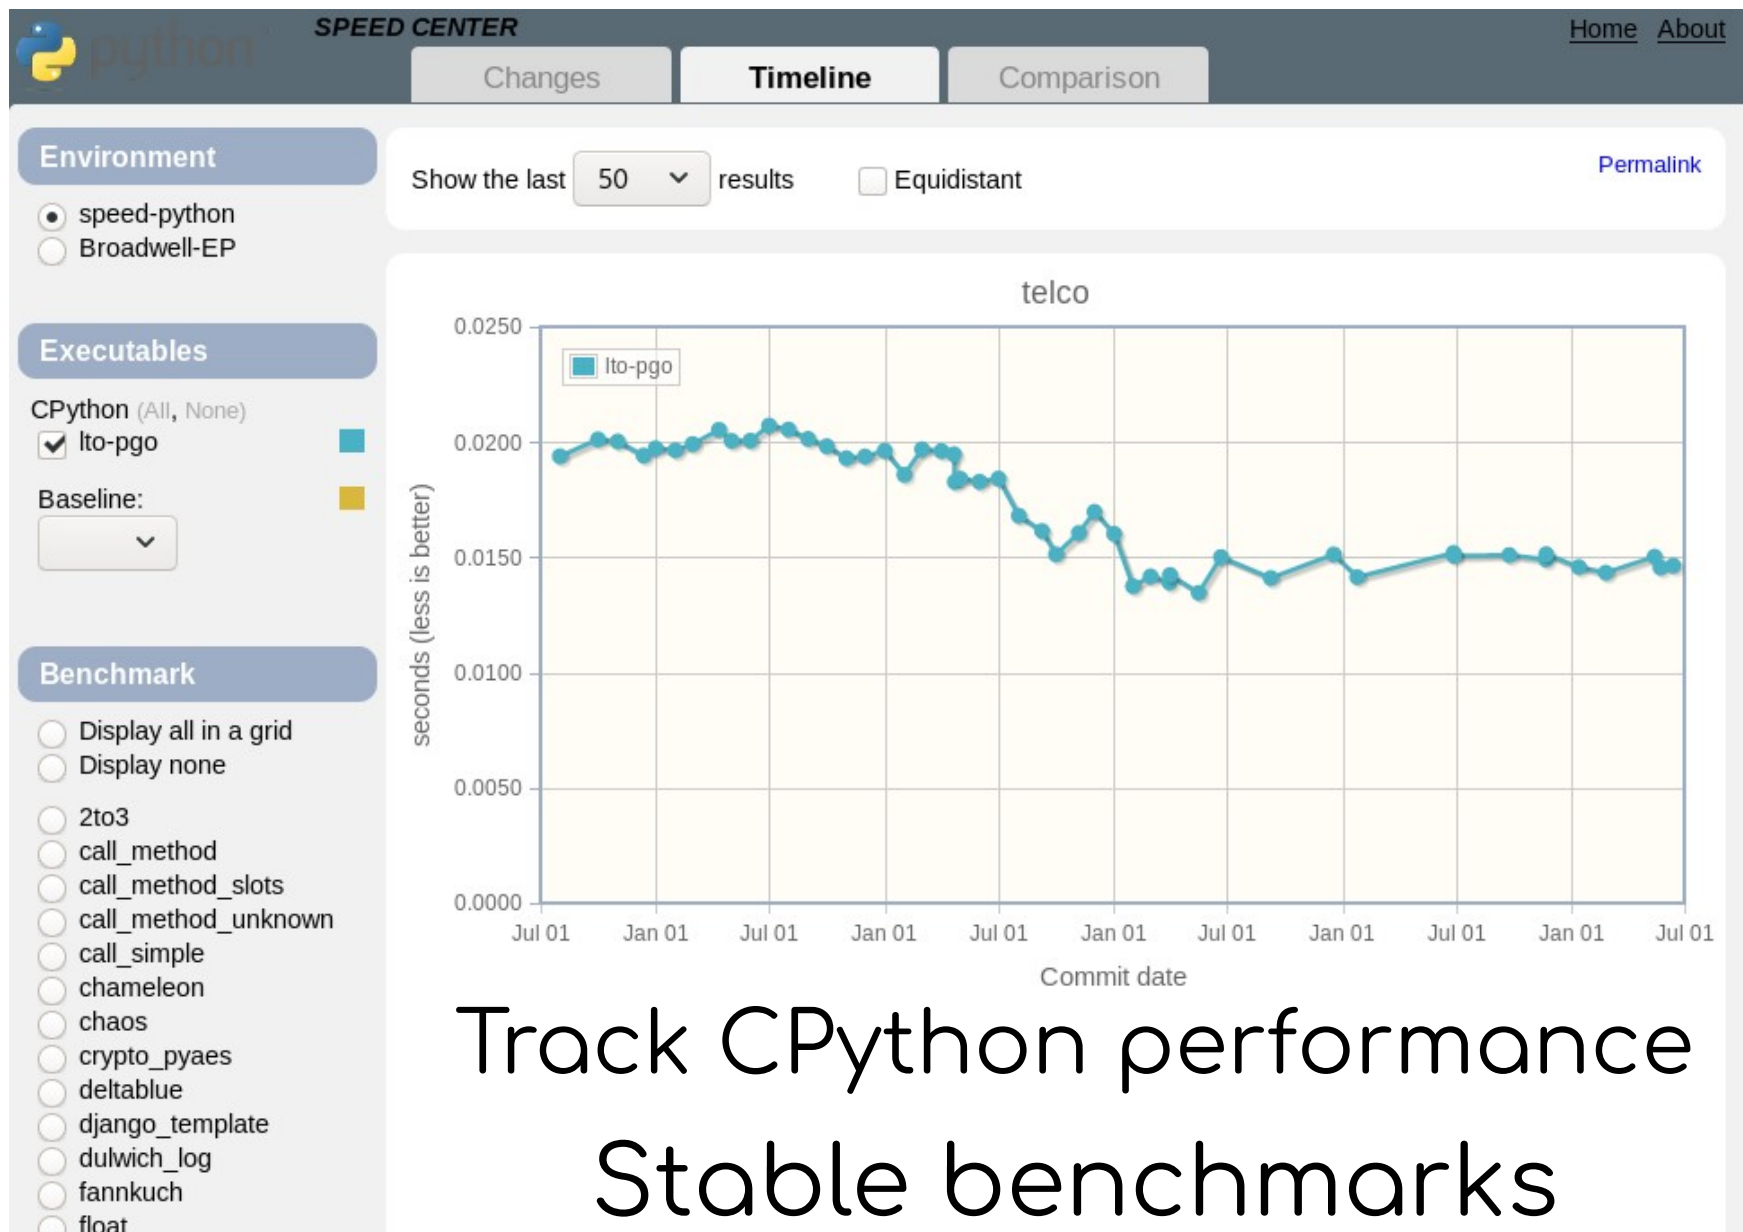 python
SPEED CENTER
Home About
Changes Timeline Comparison
Environment
speed-python
Broadwell-EP
Executables
CPython (All, None)
lto-pgo
Baseline:
Benchmark
Display all in a grid
Display none
2to3
call_method
call_method_slots
call_method_unknown
call_simple
chameleon
chaos
crypto_pyaes
deltablue
django_template
dulwich_log
fannkuch
float
Show the last 50 results Equidistant
Permalink
telco
lto-pgo
0.0250
0.0200
0.0150
0.0100
0.0050
0.0000
seconds (less is better)
Jul 01 Jan 01 Jul 01 Jan 01 Jul 01 Jan 01 Jul 01 Jan 01 Jul 01 Jan 01 Jul 01
Commit date
Track CPython performance
Stable benchmarks